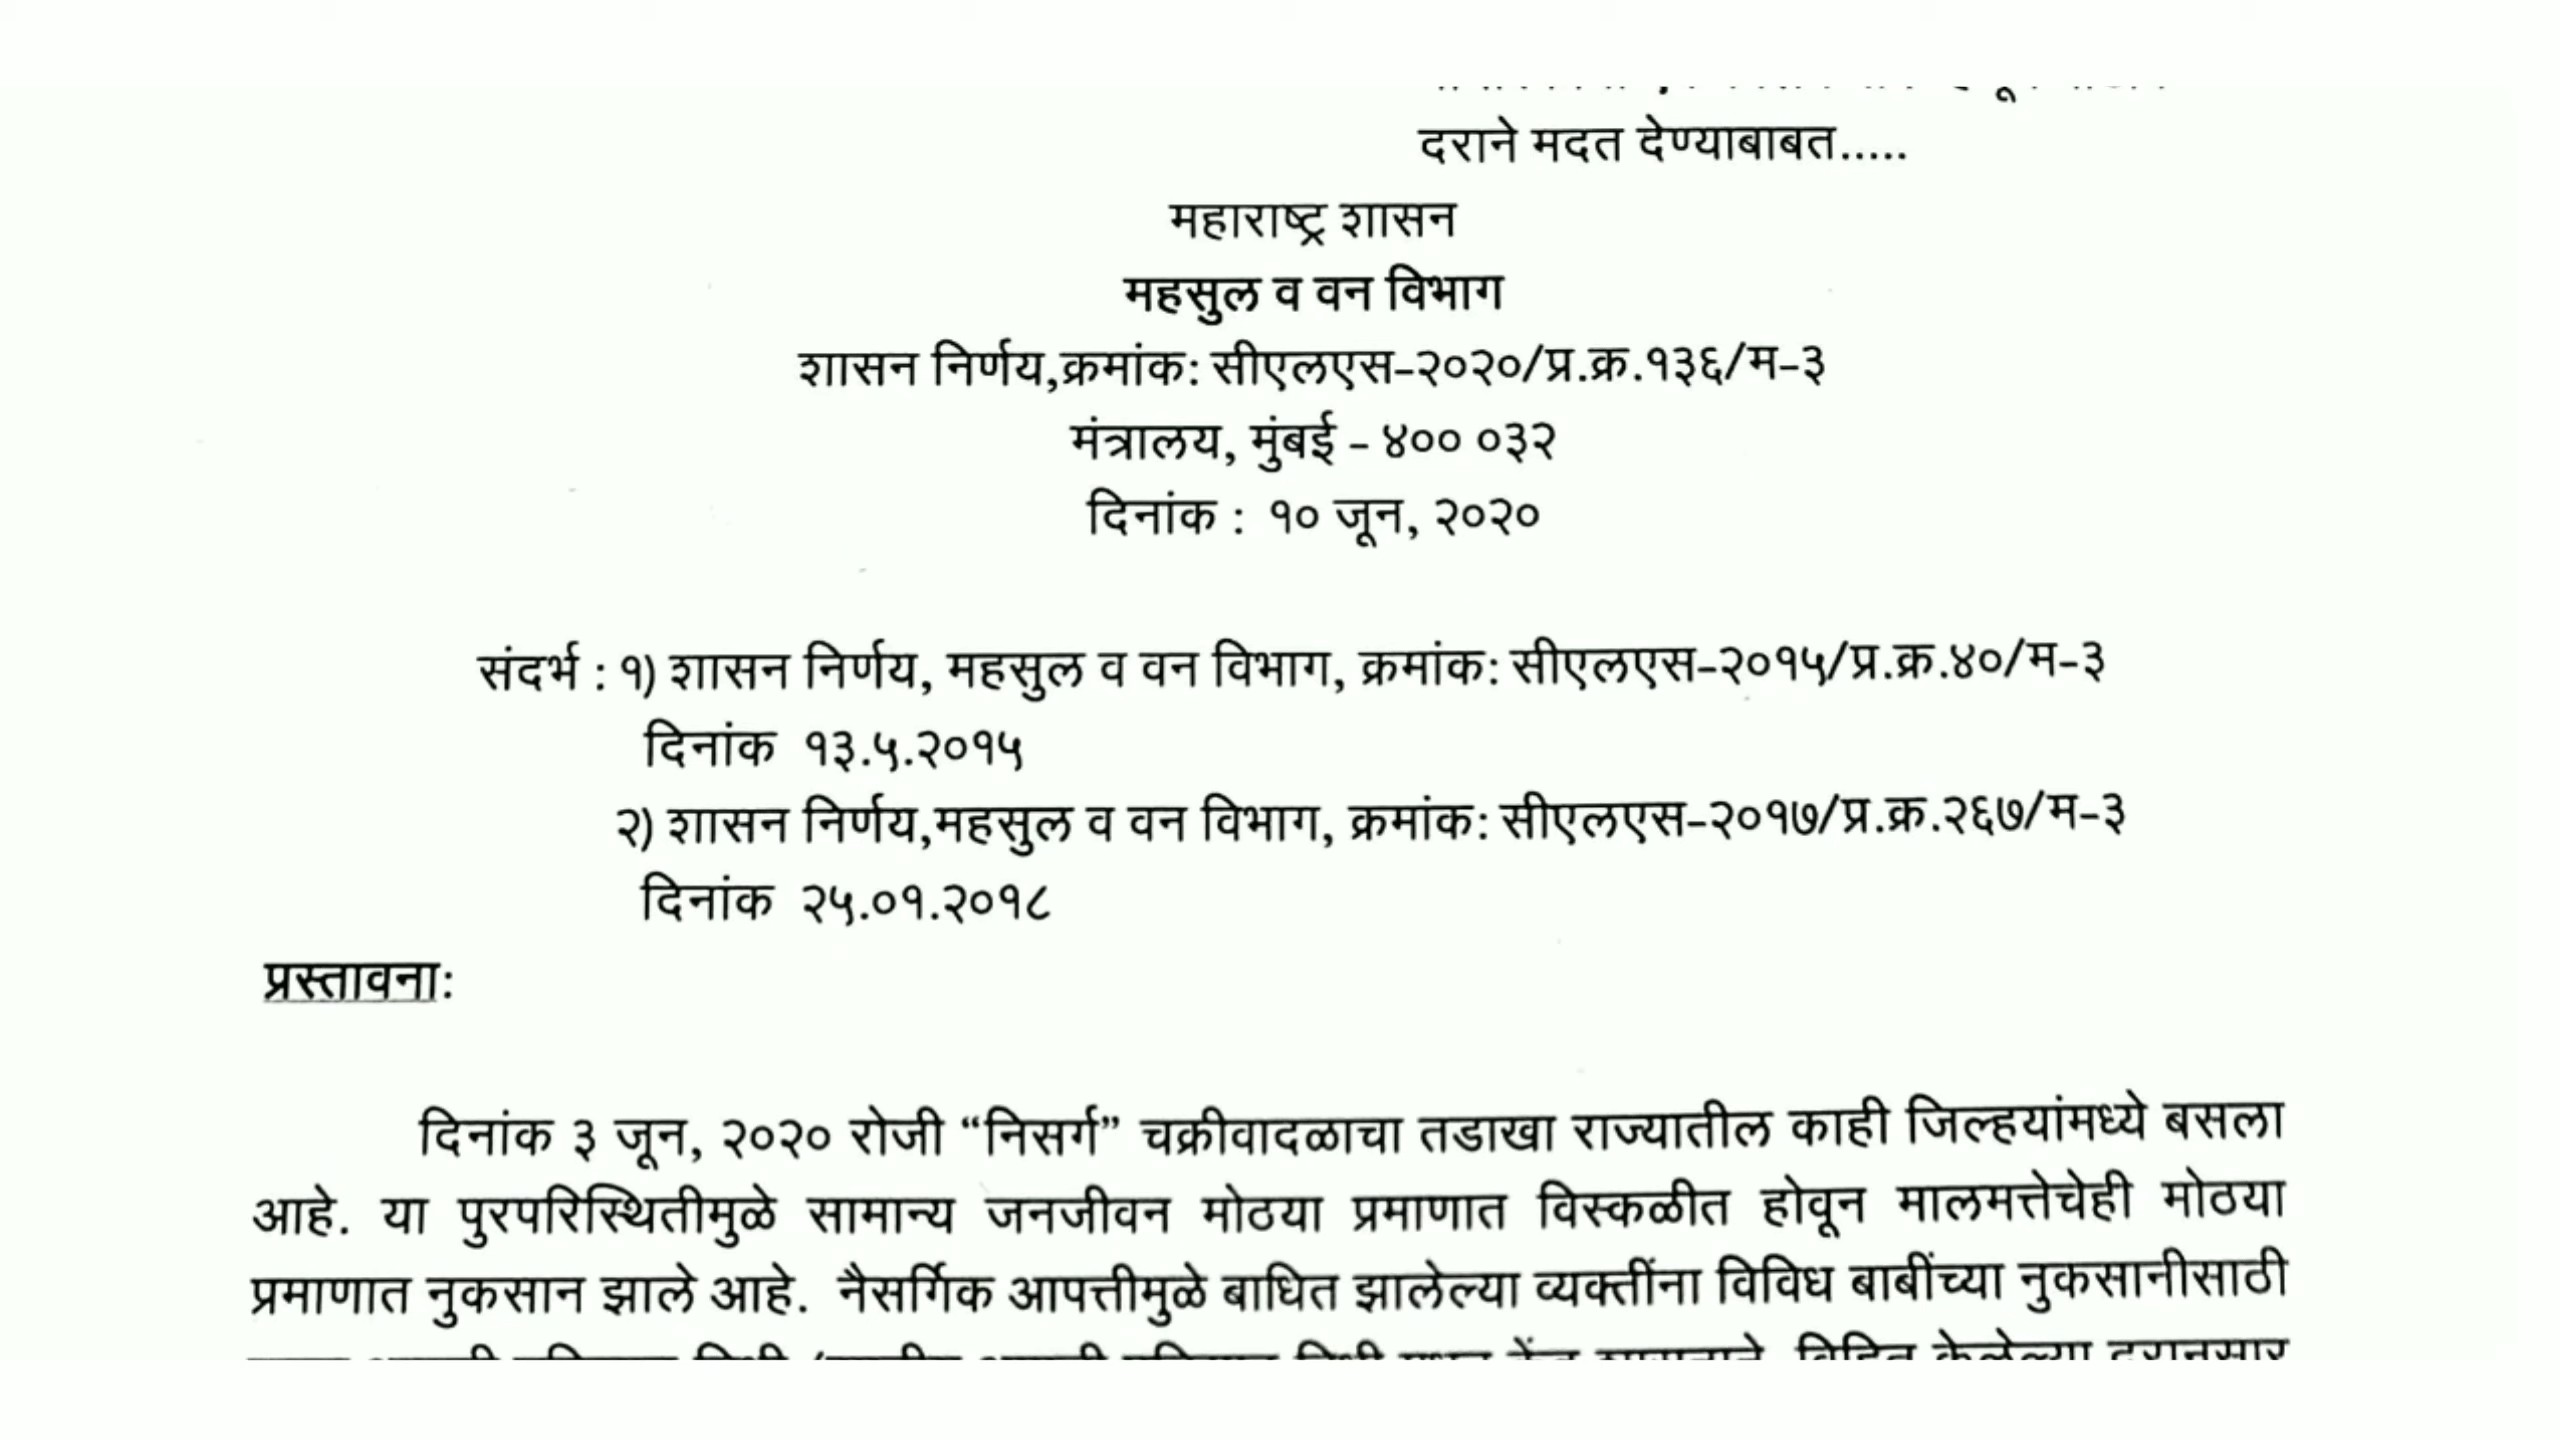 दराने मदत देण्याबाबत.....
महाराष्ट्र शासन
महसुल व वन विभाग
शासन निर्णय,क्रमांक: सीएलएस-२०२०/प्र.क्र.१३६/म-३
मंत्रालय, मुंबई - ४०० ०३२
दिनांक : १० जून, २०२०
संदर्भ : १) शासन निर्णय, महसुल व वन विभाग, क्रमांक: सीएलएस-२०१५/प्र.क्र.४०/म-३
दिनांक १३.५.२०१५
२) शासन निर्णय,महसुल व वन विभाग, क्रमांक: सीएलएस-२०१७/प्र.क्र.२६७/म-३
दिनांक २५.०१.२०१८
प्रस्तावना:
दिनांक ३ जून, २०२० रोजी “निसर्ग” चक्रीवादळाचा तडाखा राज्यातील काही जिल्हयांमध्ये बसला
आहे. या पुरपरिस्थितीमुळे सामान्य जनजीवन मोठया प्रमाणात विस्कळीत होवून मालमत्तेचेही मोठया
प्रमाणात नुकसान झाले आहे. नैसर्गिक आपत्तीमुळे बाधित झालेल्या व्यक्तींना विविध बाबींच्या नुकसानीसाठी